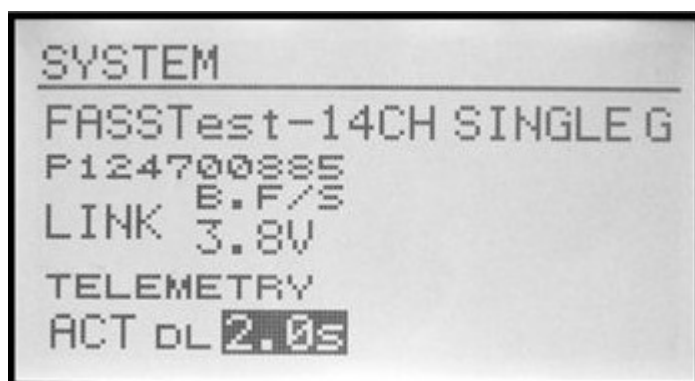 SYSTEM
FASSTest-14CH SINGLE G
P124700885
B.F/S
LINK 3.8V
TELEMETRY
ACT DL 2.0s